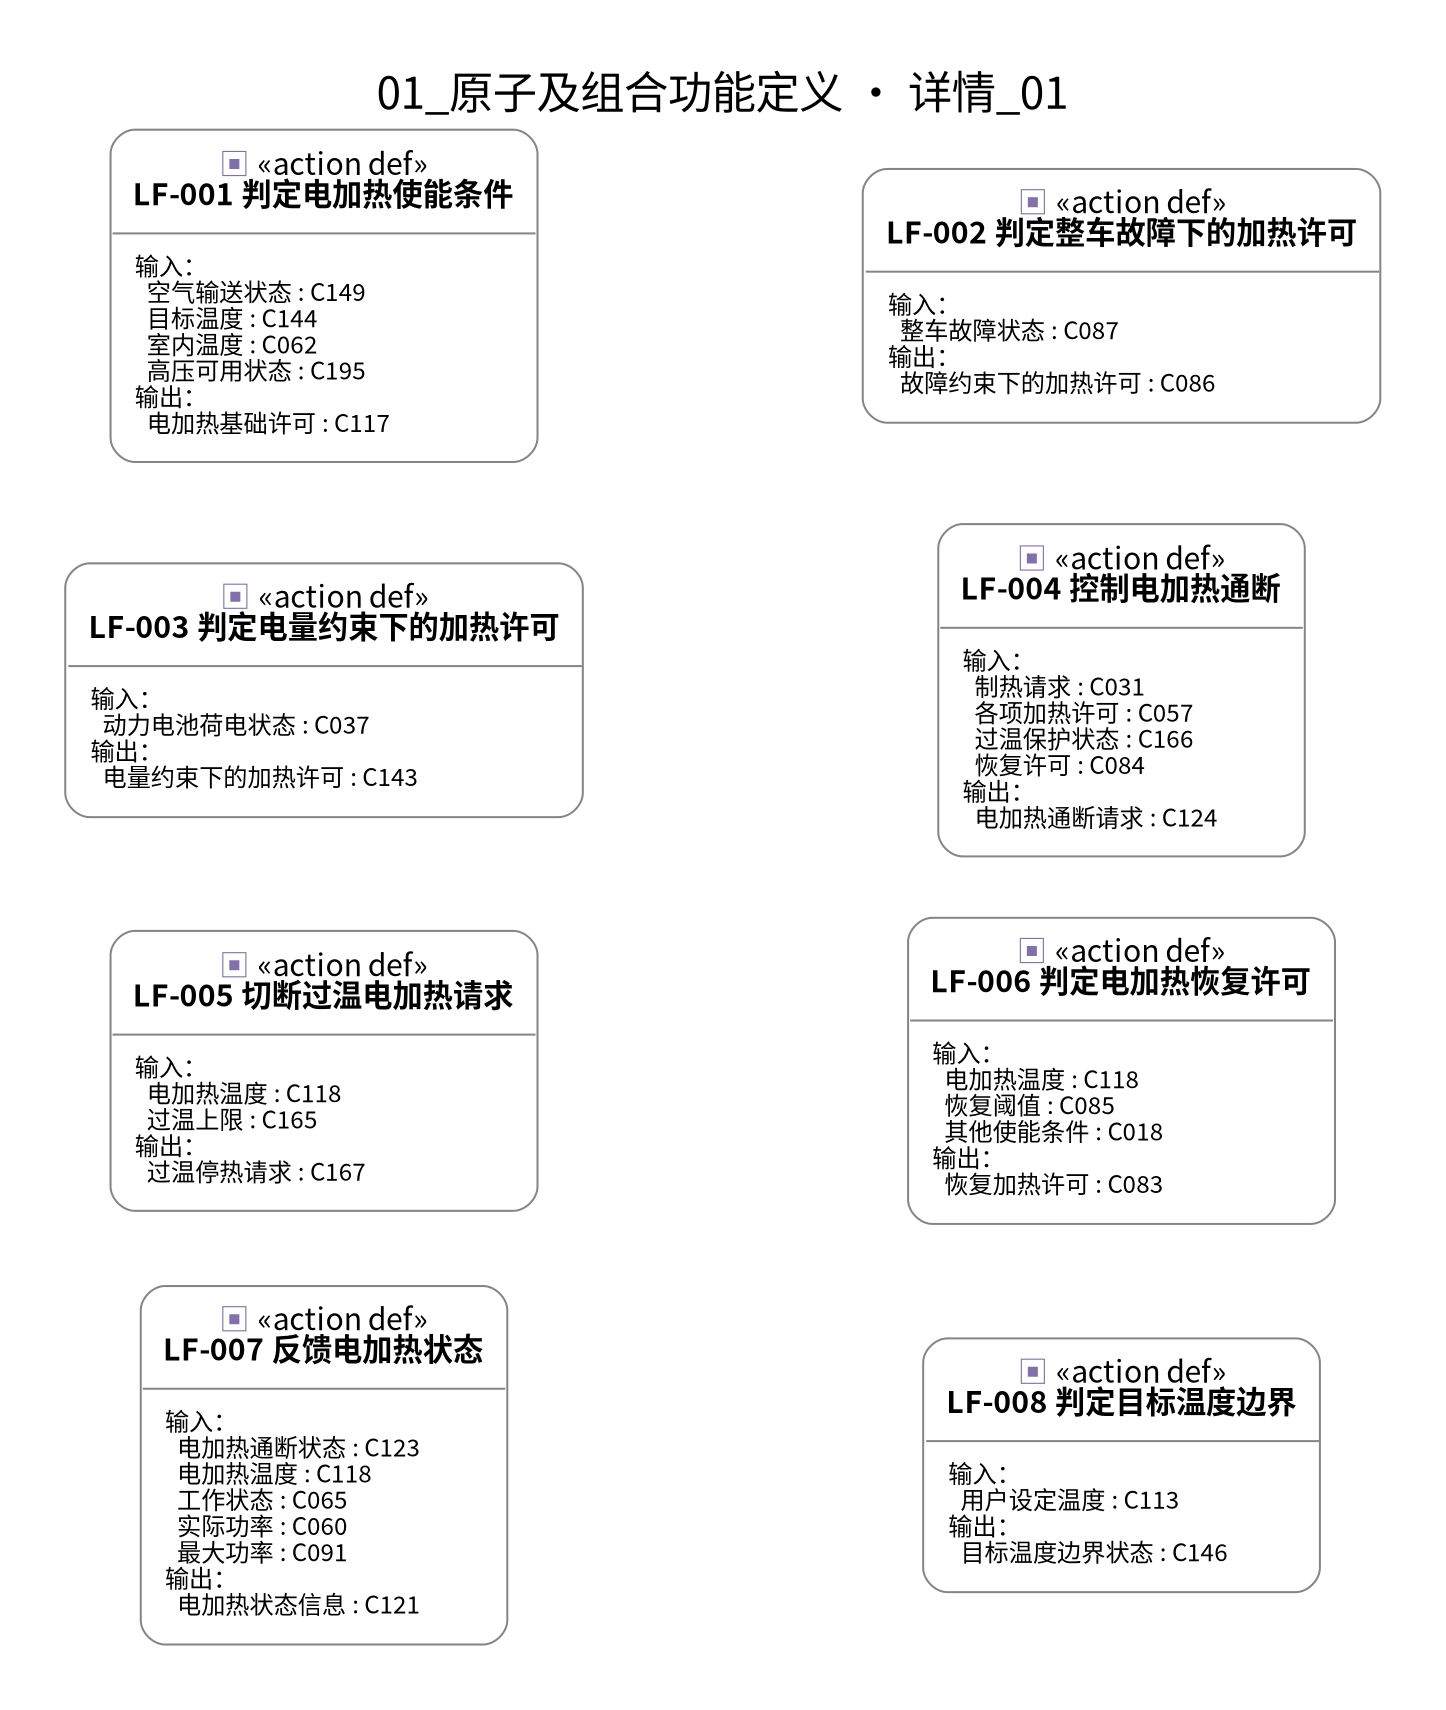 01_原子及组合功能定义 · 详情_01
«action def»
LF-001 判定电加热使能条件
输入：
空气输送状态 : C149
目标温度 : C144
室内温度 : C062
高压可用状态 : C195
输出：
电加热基础许可 : C117
«action def»
LF-002 判定整车故障下的加热许可
输入：
整车故障状态 : C087
输出：
故障约束下的加热许可 : C086
«action def»
LF-003 判定电量约束下的加热许可
输入：
动力电池荷电状态 : C037
输出：
电量约束下的加热许可 : C143
«action def»
LF-004 控制电加热通断
输入：
制热请求 : C031
各项加热许可 : C057
过温保护状态 : C166
恢复许可 : C084
输出：
电加热通断请求 : C124
«action def»
LF-005 切断过温电加热请求
输入：
电加热温度 : C118
过温上限 : C165
输出：
过温停热请求 : C167
«action def»
LF-006 判定电加热恢复许可
输入：
电加热温度 : C118
恢复阈值 : C085
其他使能条件 : C018
输出：
恢复加热许可 : C083
«action def»
LF-007 反馈电加热状态
输入：
电加热通断状态 : C123
电加热温度 : C118
工作状态 : C065
实际功率 : C060
最大功率 : C091
输出：
电加热状态信息 : C121
«action def»
LF-008 判定目标温度边界
输入：
用户设定温度 : C113
输出：
目标温度边界状态 : C146